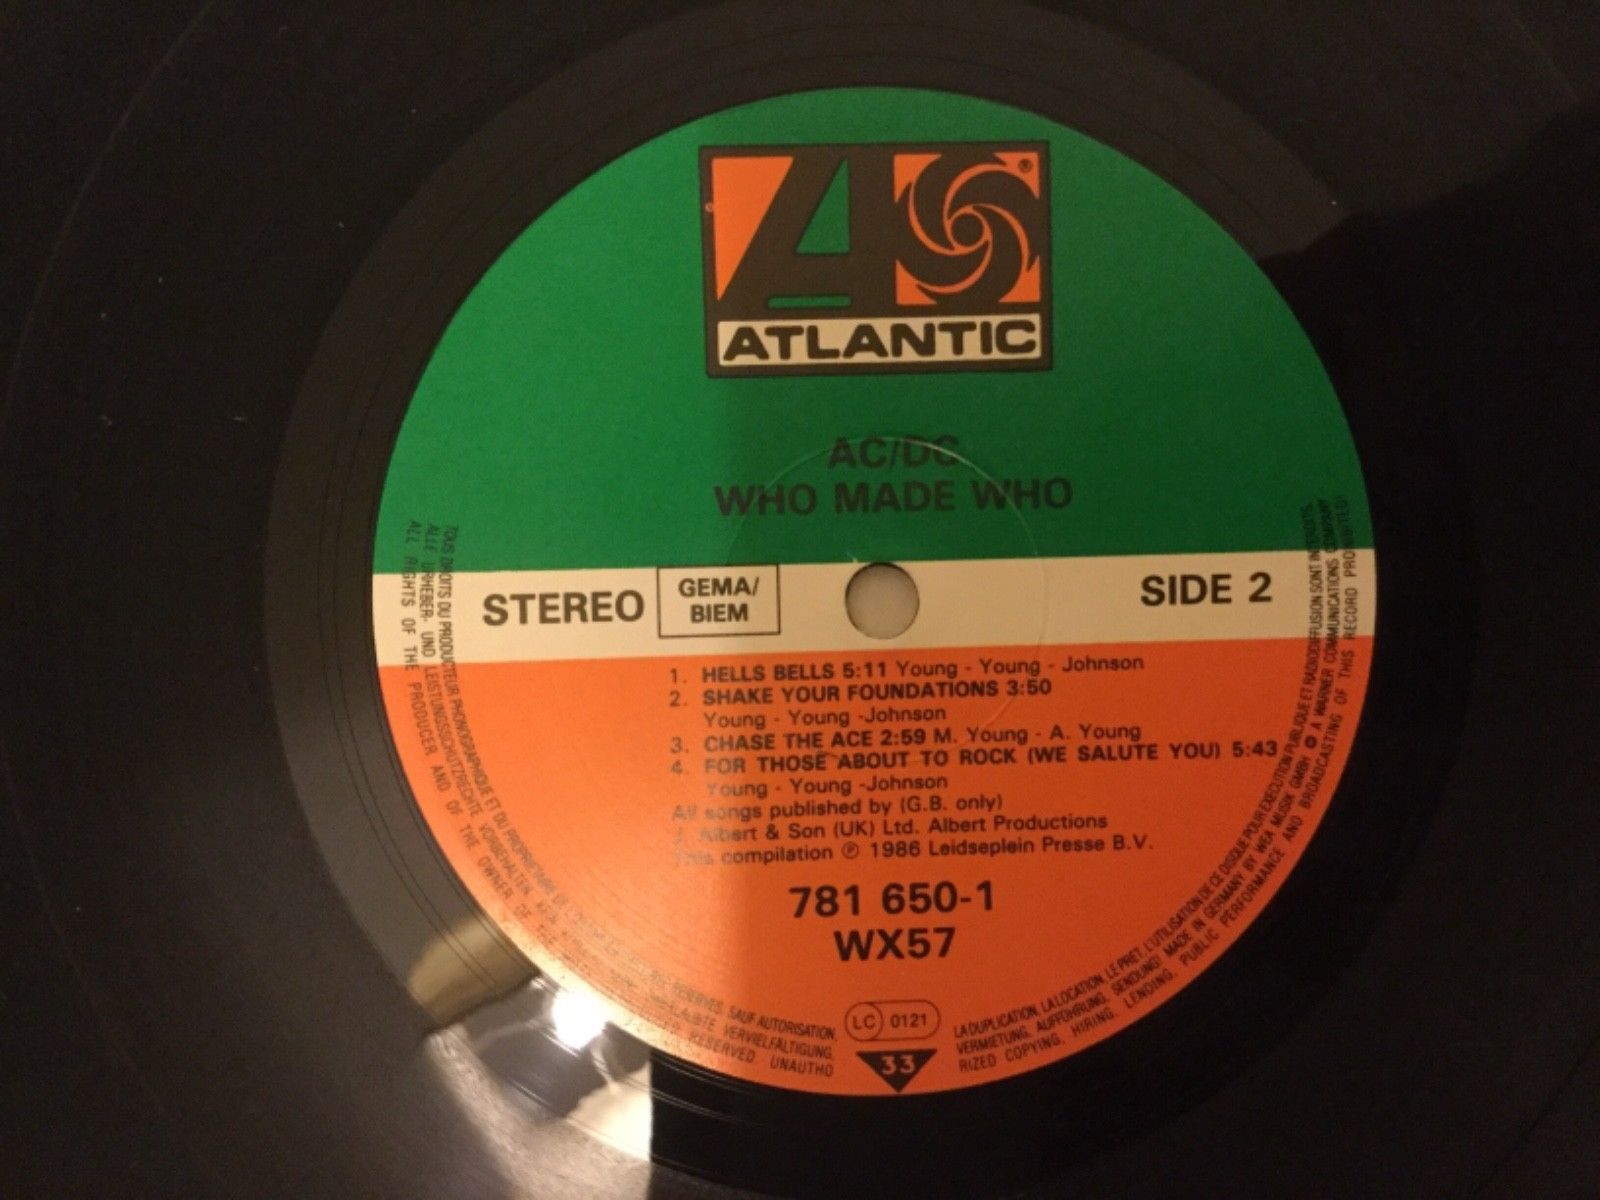 ATLANTIC
®
AC/DC
WHO MADE WHO
STEREO
GEMA/
BIEM
SIDE 2
1. HELLS BELLS 5:11 Young - Young - Johnson
2. SHAKE YOUR FOUNDATIONS 3:50
Young - Young -Johnson
3. CHASE THE ACE 2:59 M. Young - A. Young
4. FOR THOSE ABOUT TO ROCK (WE SALUTE YOU) 5:43
Young - Young -Johnson
All songs published by (G.B. only)
J. Albert & Son (UK) Ltd. Albert Productions
This compilation ℗ 1986 Leidseplein Presse B.V.
781 650-1
WX57
LC 0121
33
TOUS DROITS DU PRODUCTEUR PHONOGRAPHIQUE ET DU PROPRIETAIRE DE RESERVES. SAUF AUTORISATION,
LA DUPLICATION, LA LOCATION, LE PRET, L'UTILISATION DE CE DISQUE POUR EXECUTION PUBLIQUE ET RADIODIFFUSION SONT INTERDITS
ALLE URHEBER- UND LEISTUNGSSCHUTZRECHTE VORBEHALTEN. VERVIELFÄLTIGUNG,
VERMIETUNG, AUFFÜHRUNG, SENDUNG! MADE IN GERMANY BY WEA MUSIK GMBH A WARNER COMMUNICATIONS COMPANY
ALL RIGHTS OF THE PRODUCER AND OF THE OWNER OF THE RESERVED UNAUTHO
RIZED COPYING, HIRING, LENDING, PUBLIC PERFORMANCE AND BROADCASTING OF THIS RECORD PROHIBITED!